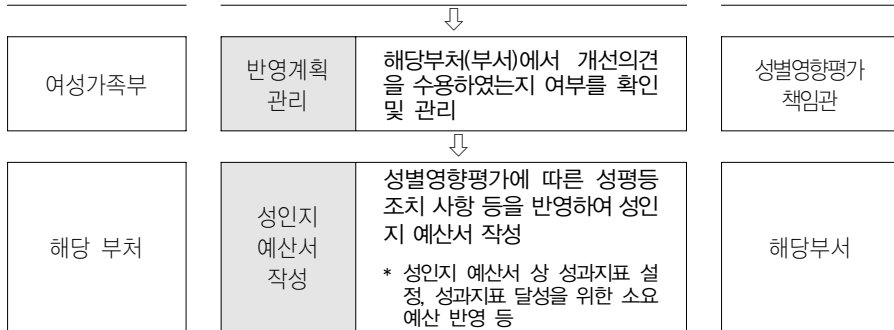 여성가족부
반영계획
관리
해당부처(부서)에서 개선의견
을 수용하였는지 여부를 확인
및 관리
성별영향평가
책임관
해당 부처
성인지
예산서
작성
성별영향평가에 따른 성평등
조치 사항 등을 반영하여 성인
지 예산서 작성
* 성인지 예산서 상 성과지표 설
정, 성과지표 달성을 위한 소요
예산 반영 등
해당부서